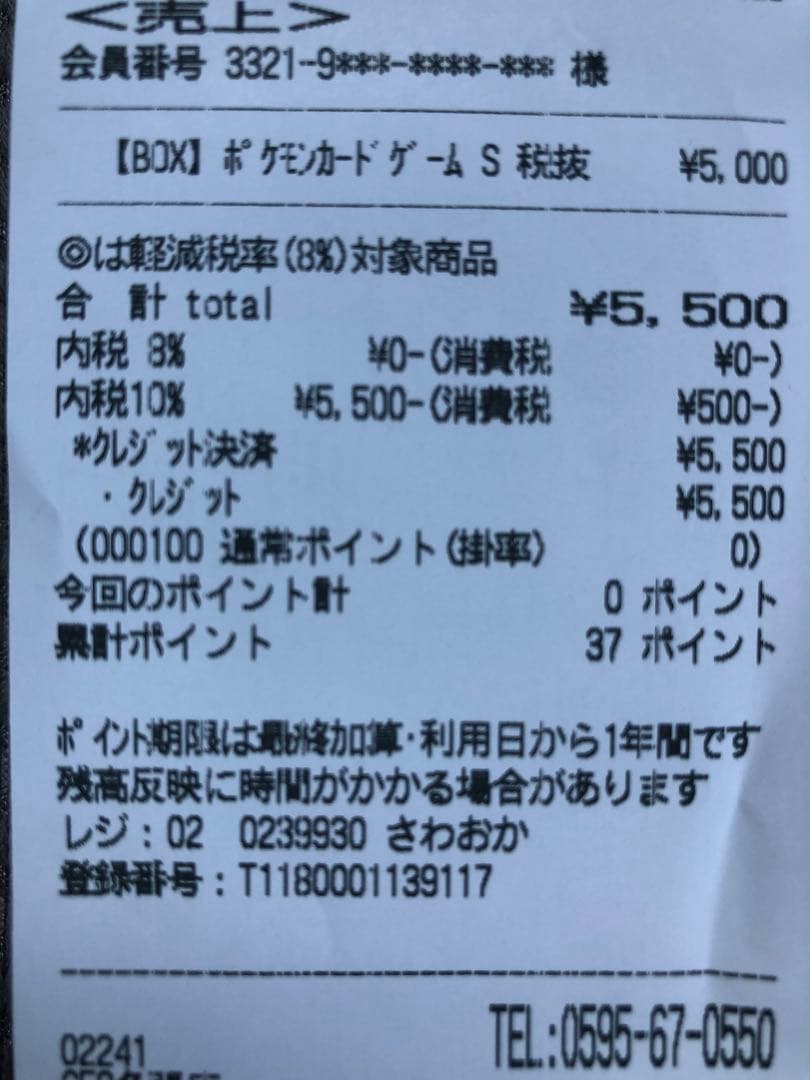 <売上>
会員番号 3321-9***-****-*** 様
【BOX】ポケモンカードゲーム S 税抜 ¥5,000
◎は軽減税率(8%)対象商品
合 計 total ¥5,500
内税 8% ¥0-(消費税 ¥0-)
内税10% ¥5,500-(消費税 ¥500-)
*クレジット決済 ¥5,500
・クレジット ¥5,500
(000100 通常ポイント(掛率) 0)
今回のポイント計 0 ポイント
累計ポイント 37 ポイント
ポイント期限は最終加算・利用日から1年間です
残高反映に時間がかかる場合があります
レジ:02 0239930 さわおか
登録番号:T1180001139117
TEL:0595-67-0550
02241